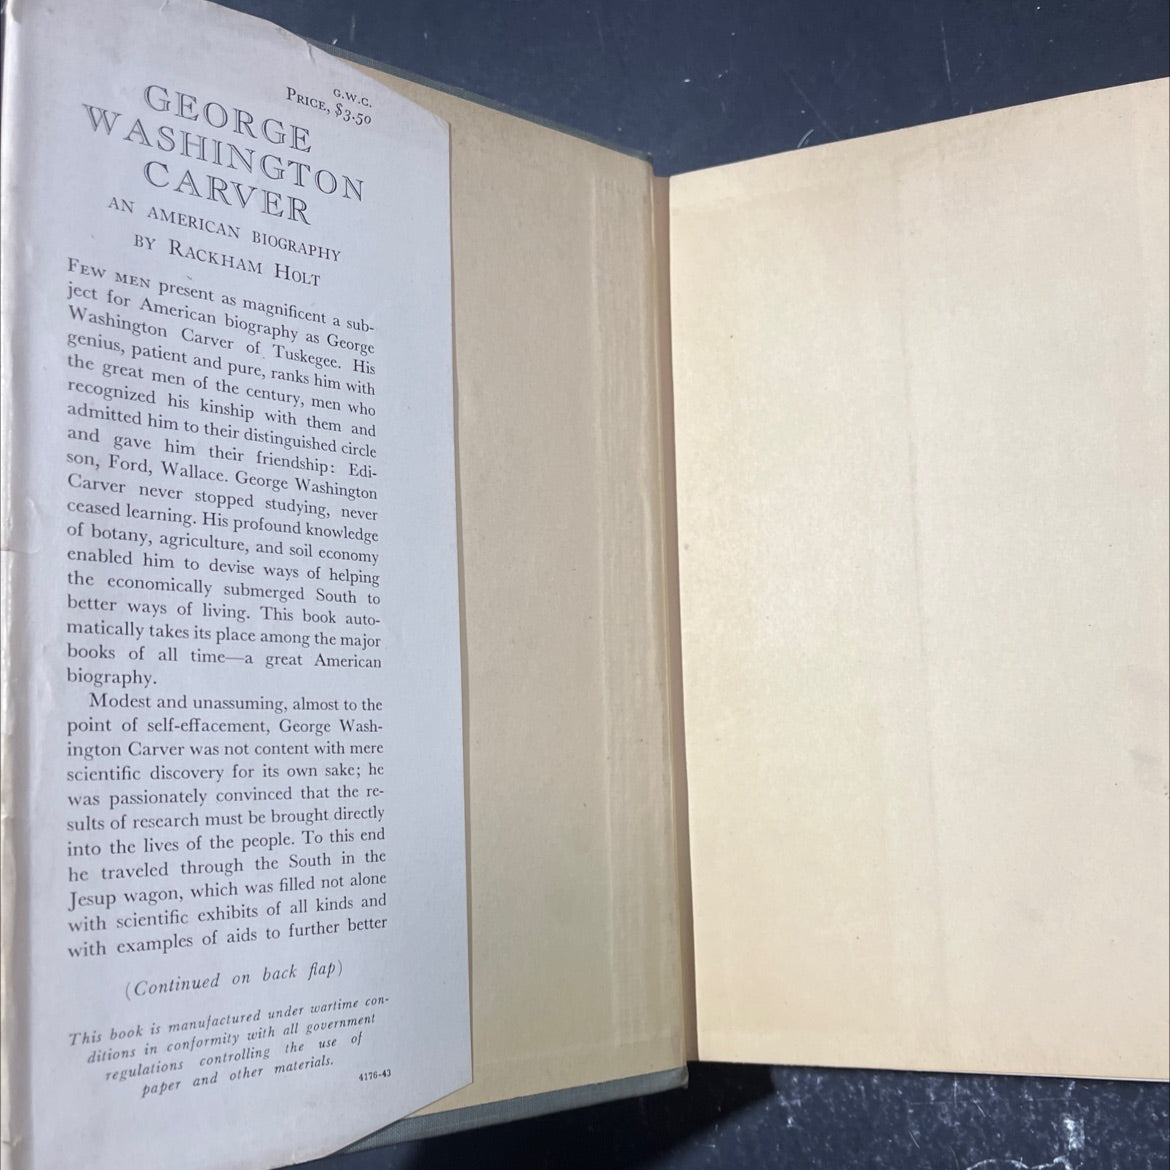 G.W.C.
PRICE, $3.50
GEORGE
WASHINGTON
CARVER
AN AMERICAN BIOGRAPHY
BY RACKHAM HOLT
FEW MEN present as magnificent a sub-
ject for American biography as George
Washington Carver of Tuskegee. His
genius, patient and pure, ranks him with
the great men of the century, men who
recognized his kinship with them and
admitted him to their distinguished circle
and gave him their friendship: Edi-
son, Ford, Wallace. George Washington
Carver never stopped studying, never
ceased learning. His profound knowledge
of botany, agriculture, and soil economy
enabled him to devise ways of helping
the economically submerged South to
better ways of living. This book auto-
matically takes its place among the major
books of all time—a great American
biography.
Modest and unassuming, almost to the
point of self-effacement, George Wash-
ington Carver was not content with mere
scientific discovery for its own sake; he
was passionately convinced that the re-
sults of research must be brought directly
into the lives of the people. To this end
he traveled through the South in the
Jesup wagon, which was filled not alone
with scientific exhibits of all kinds and
with examples of aids to further better
(Continued on back flap)
This book is manufactured under wartime con-
ditions in conformity with all government
regulations controlling the use of
paper and other materials.
4176-43